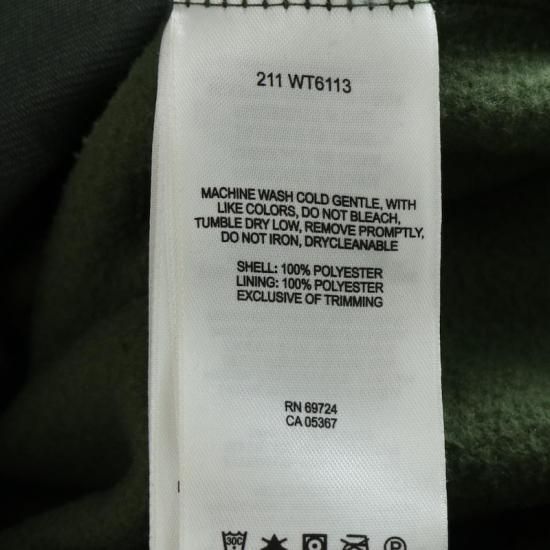 211 WT6113
MACHINE WASH COLD GENTLE, WITH
LIKE COLORS, DO NOT BLEACH,
TUMBLE DRY LOW, REMOVE PROMPTLY,
DO NOT IRON, DRYCLEANABLE
SHELL: 100% POLYESTER
LINING: 100% POLYESTER
EXCLUSIVE OF TRIMMING
RN 69724
CA 05367
30C P